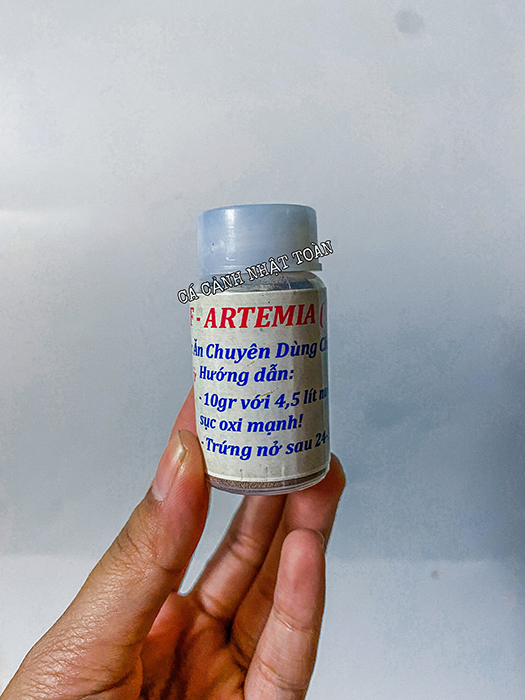 CÁ CẢNH NHẬT TOÀN
F - ARTEMIA (
Ăn Chuyên Dùng C
Hướng dẫn:
- 10gr với 4,5 lít
sục oxi mạnh!
- Trứng nở sau 24-